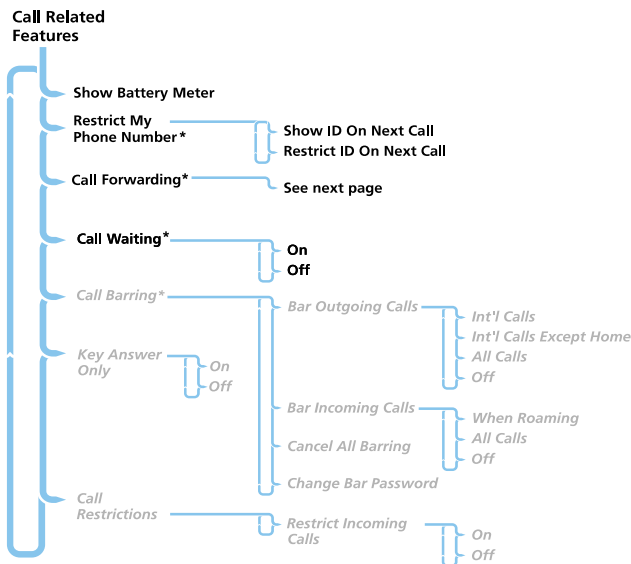 Call Related
Features
Show Battery Meter
Restrict My
Phone Number*
Show ID On Next Call
Restrict ID On Next Call
Call Forwarding*
See next page
Call Waiting*
On
Off
Call Barring*
Bar Outgoing Calls
Int'l Calls
Int'l Calls Except Home
All Calls
Off
Key Answer
Only
On
Off
Bar Incoming Calls
When Roaming
All Calls
Off
Cancel All Barring
Change Bar Password
Call
Restrictions
Restrict Incoming
Calls
On
Off